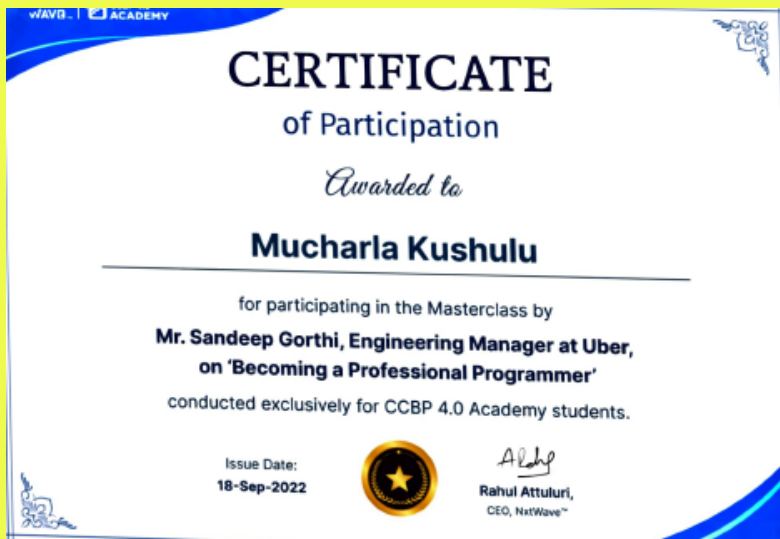 WAVE™ | ACADEMY
CERTIFICATE
of Participation
Awarded to
Mucharla Kushulu
for participating in the Masterclass by
Mr. Sandeep Gorthi, Engineering Manager at Uber,
on ‘Becoming a Professional Programmer’
conducted exclusively for CCBP 4.0 Academy students.
Issue Date:
18-Sep-2022
Rahul Attuluri,
CEO, NxtWave™